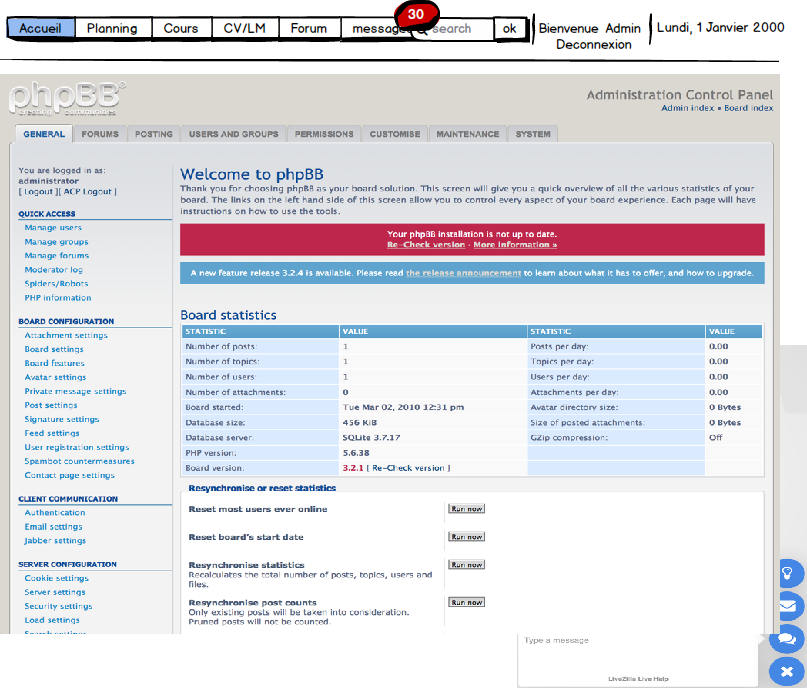 Accueil Planning Cours CV/LM Forum messages 30 search ok Bienvenue Admin Lundi, 1 Janvier 2000
Deconnexion
phpBB
creating communities
Administration Control Panel
Admin index • Board index
GENERAL FORUMS POSTING USERS AND GROUPS PERMISSIONS CUSTOMISE MAINTENANCE SYSTEM
You are logged in as:
administrator
[ Logout ][ ACP Logout ]
QUICK ACCESS
Manage users
Manage groups
Manage forums
Moderator log
Spiders/Robots
PHP information
BOARD CONFIGURATION
Attachment settings
Board settings
Board features
Avatar settings
Private message settings
Post settings
Signature settings
Feed settings
User registration settings
Spambot countermeasures
Contact page settings
CLIENT COMMUNICATION
Authentication
Email settings
Jabber settings
SERVER CONFIGURATION
Cookie settings
Server settings
Security settings
Load settings
Search settings
Welcome to phpBB
Thank you for choosing phpBB as your board solution. This screen will give you a quick overview of all the various statistics of your
board. The links on the left hand side of this screen allow you to control every aspect of your board experience. Each page will have
instructions on how to use the tools.
Your phpBB installation is not up to date.
Re-Check version · More information »
A new feature release 3.2.4 is available. Please read the release announcement to learn about what it has to offer, and how to upgrade.
Board statistics
STATISTIC VALUE STATISTIC VALUE
Number of posts: 1 Posts per day: 0.00
Number of topics: 1 Topics per day: 0.00
Number of users: 1 Users per day: 0.00
Number of attachments: 0 Attachments per day: 0.00
Board started: Tue Mar 02, 2010 12:31 pm Avatar directory size: 0 Bytes
Database size: 456 KiB Size of posted attachments: 0 Bytes
Database server: SQLite 3.7.17 GZip compression: Off
PHP version: 5.6.38
Board version: 3.2.1 [ Re-Check version ]
Resynchronise or reset statistics
Reset most users ever online Run now
Reset board's start date Run now
Resynchronise statistics Run now
Recalculates the total number of posts, topics, users and
files.
Resynchronise post counts Run now
Only existing posts will be taken into consideration.
Pruned posts will not be counted.
Type a message
LiveZilla Live Help